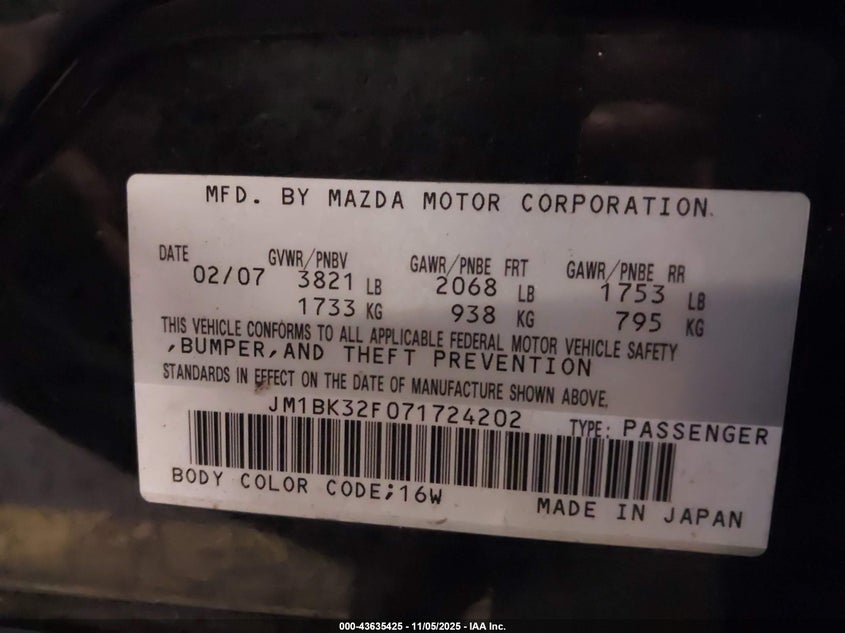 MFD. BY MAZDA MOTOR CORPORATION
DATE GVWR/PNBV GAWR/PNBE FRT GAWR/PNBE RR
02/07 3821 LB 2068 LB 1753 LB
1733 KG 938 KG 795 KG
THIS VEHICLE CONFORMS TO ALL APPLICABLE FEDERAL MOTOR VEHICLE SAFETY
,BUMPER,AND THEFT PREVENTION
STANDARDS IN EFFECT ON THE DATE OF MANUFACTURE SHOWN ABOVE.
JM1BK32F071724202 TYPE: PASSENGER
BODY COLOR CODE;16W MADE IN JAPAN
000-43635425 - 11/05/2025 - IAA Inc.